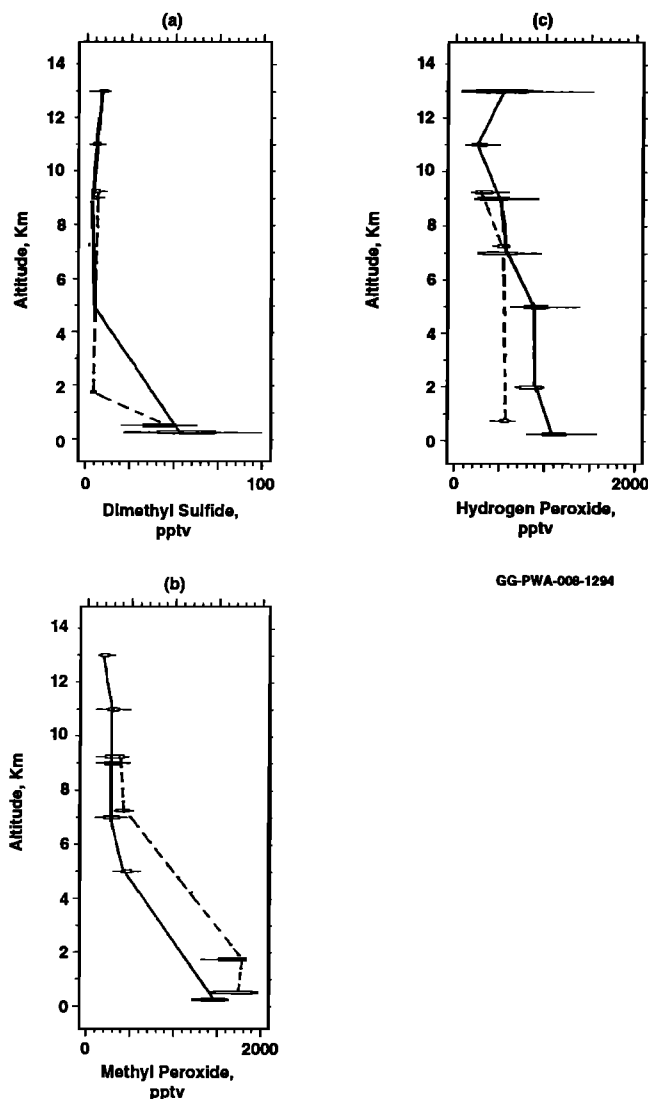 (a)
14
12
10
8
6
4
2
0
Altitude, Km
0
100
Dimethyl Sulfide,
pptv
(c)
14
12
10
8
6
4
2
0
Altitude, Km
0
2000
Hydrogen Peroxide,
pptv
GG-PWA-008-1294
(b)
14
12
10
8
6
4
2
0
Altitude, Km
0
2000
Methyl Peroxide,
pptv